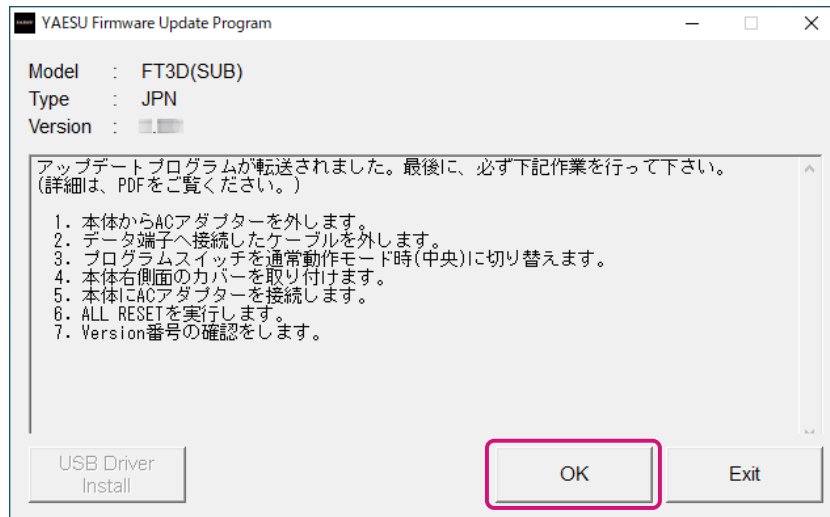 YAESU Firmware Update Program
Model : FT3D(SUB)
Type : JPN
Version :
アップデートプログラムが転送されました。最後に、必ず下記作業を行って下さい。
(詳細は、PDFをご覧ください。)
1. 本体からACアダプターを外します。
2. データ端子へ接続したケーブルを外します。
3. プログラムスイッチを通常動作モード時(中央)に切り替えます。
4. 本体右側面のカバーを取り付けます。
5. 本体にACアダプターを接続します。
6. ALL RESETを実行します。
7. Version番号の確認をします。
USB Driver
Install
OK
Exit